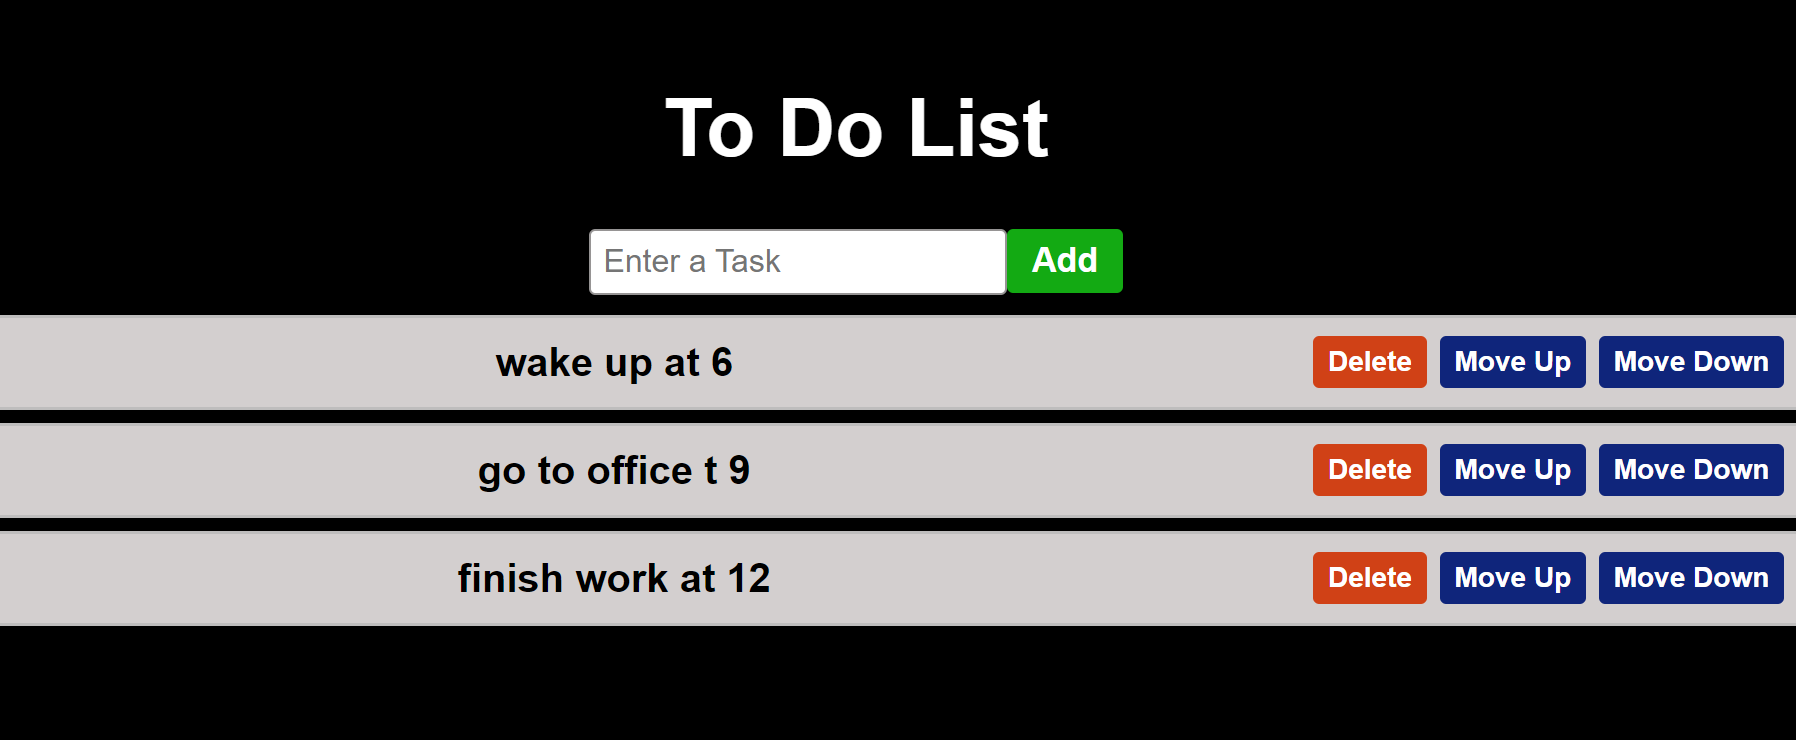 To Do List
Enter a Task Add
wake up at 6 Delete Move Up Move Down
go to office t 9 Delete Move Up Move Down
finish work at 12 Delete Move Up Move Down